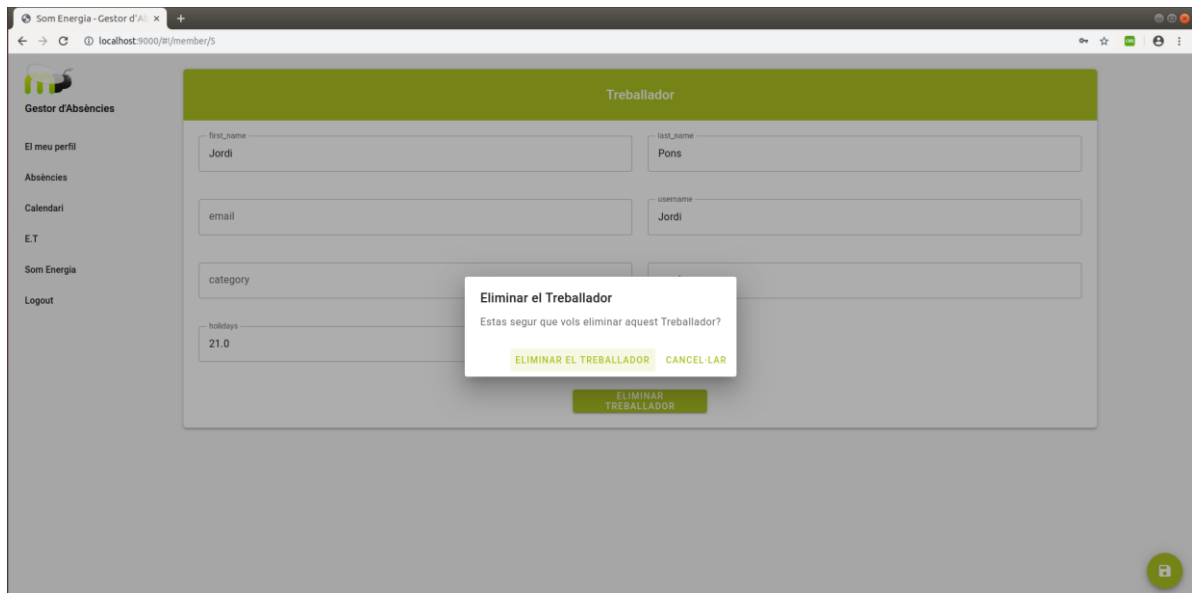 Som Energia - Gestor d'Al
localhost:9000/#!/member/5
Gestor d'Absències
El meu perfil
Absències
Calendari
E.T
Som Energia
Logout
Treballador
first_name
Jordi
last_name
Pons
email
username
Jordi
category
holidays
21.0
Eliminar el Treballador
Estas segur que vols eliminar aquest Treballador?
ELIMINAR EL TREBALLADOR CANCEL·LAR
ELIMINAR
TREBALLADOR